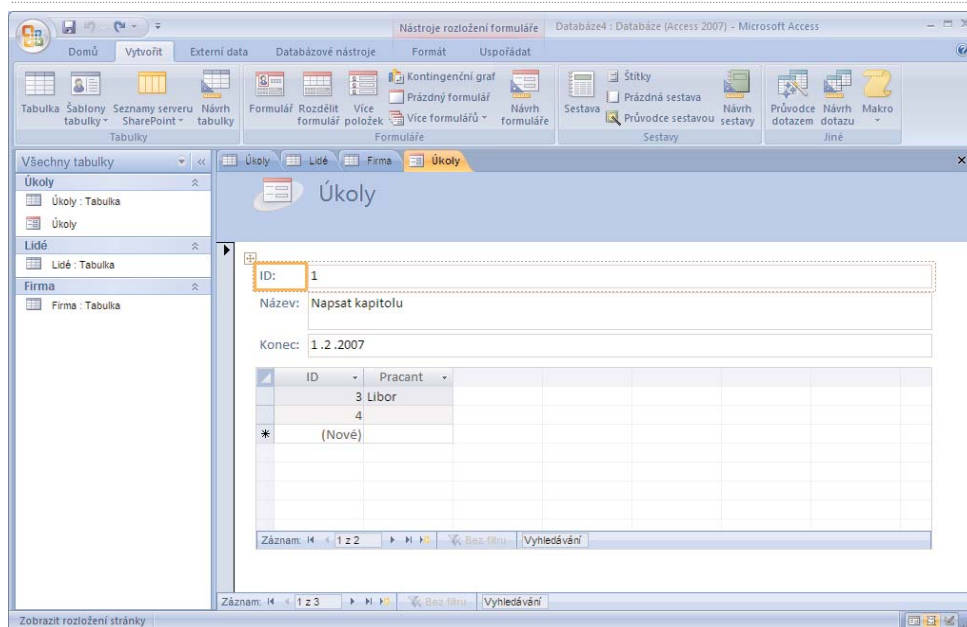 Nástroje rozložení formuláře Databáze4 : Databáze (Access 2007) - Microsoft Access
Domů Vytvořit Externí data Databázové nástroje Formát Uspořádat
Tabulka Šablony tabulky Seznamy serveru SharePoint Návrh tabulky
Tabulky
Formulář Rozdělit formulář Více položek
Kontingenční graf
Prázdný formulář
Více formulářů
Návrh formuláře
Formuláře
Sestava
Štítky
Prázdná sestava
Průvodce sestavou
Návrh sestavy
Sestavy
Průvodce dotazem Návrh dotazu Makro
Jiné
Všechny tabulky
Úkoly
Úkoly : Tabulka
Úkoly
Lidé
Lidé : Tabulka
Firma
Firma : Tabulka
Úkoly Lidé Firma Úkoly
Úkoly
ID: 1
Název: Napsat kapitolu
Konec: 1.2.2007
ID Pracant
3 Libor
4
(Nové)
Záznam: 1 z 2 Bez filtru Vyhledávání
Záznam: 1 z 3 Bez filtru Vyhledávání
Zobrazit rozložení stránky